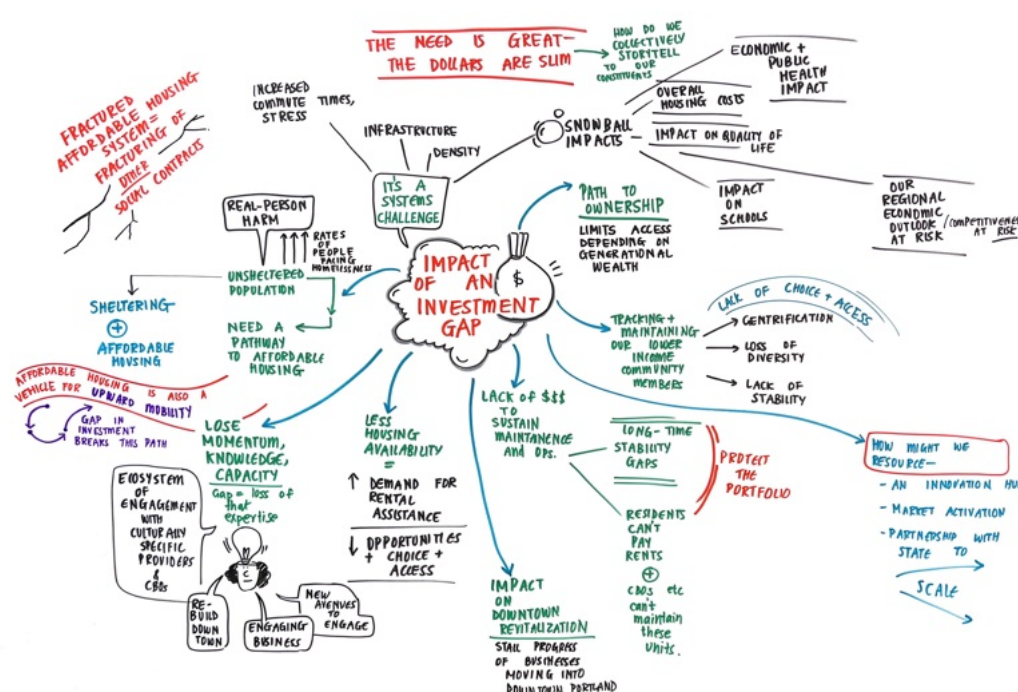 THE NEED IS GREAT-
THE DOLLARS ARE SLIM
HOW DO WE
COLLECTIVELY
STORYTELL
TO OUR
CONSTITUENTS
ECONOMIC +
PUBLIC
HEALTH
IMPACT
OVERALL
HOUSING COSTS
SNOWBALL
IMPACTS
IMPACT ON QUALITY OF
LIFE
IMPACT
ON
SCHOOLS
OUR
REGIONAL
ECONOMIC
OUTLOOK / COMPETITIVENES
AT RISK AT RISK
INCREASED
COMMUTE TIMES,
STRESS
INFRASTRUCTURE
DENSITY
IT'S A
SYSTEMS
CHALLENGE
FRACTURED
AFFORDABLE HOUSING
SYSTEM =
FRACTURING OF
OTHER
SOCIAL CONTRACTS
REAL-PERSON
HARM
RATES
OF
PEOPLE
FACING
HOMELESSNESS
UNSHELTERED
POPULATION
SHELTERING
+
AFFORDABLE
HOUSING
NEED A
PATHWAY
TO AFFORDABLE
HOUSING
IMPACT
OF AN
INVESTMENT
GAP
$
PATH TO
OWNERSHIP
LIMITS ACCESS
DEPENDING ON
GENERATIONAL
WEALTH
TRACKING +
MAINTAINING
OUR LOWER
INCOME
COMMUNITY
MEMBERS
LACK OF CHOICE + ACCESS
GENTRIFICATION
LOSS OF
DIVERSITY
LACK OF
STABILITY
AFFORDABLE HOUSING IS ALSO A
VEHICLE FOR UPWARD MOBILITY
GAP IN
INVESTMENT
BREAKS THIS PATH
LOSE
MOMENTUM,
KNOWLEDGE,
CAPACITY
Gap = loss of
that
expertise
ECOSYSTEM
OF
ENGAGEMENT
WITH
CULTURALLY
SPECIFIC
PROVIDERS
&
CBOs
RE-
BUILD
DOWN
TOWN
ENGAGING
BUSINESS
NEW
AVENUES
TO
ENGAGE
LESS
HOUSING
AVAILABILITY
=
↑ DEMAND FOR
RENTAL
ASSISTANCE
↓ OPPORTUNITIES
+ CHOICE +
ACCESS
LACK OF $$$
TO
SUSTAIN
MAINTANENCE
AND OPS.
LONG-TIME
STABILITY
GAPS
PROTECT
THE
PORTFOLIO
RESIDENTS
CAN'T
PAY
RENTS
+
CBOs etc
can't
maintain
these
units.
IMPACT
ON
DOWNTOWN
REVITALIZATION
STALL PROGRESS
OF BUSINESSES
MOVING INTO
DOWNTOWN PORTLAND
HOW MIGHT WE
RESOURCE—
- AN INNOVATION HU
- MARKET ACTIVATION
- PARTNERSHIP WITH
STATE TO
SCALE